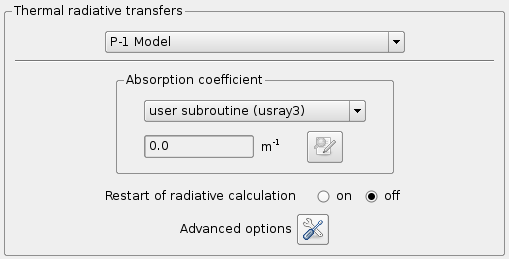 Thermal radiative transfers
P-1 Model
Absorption coefficient
user subroutine (usray3)
0.0 m⁻¹
Restart of radiative calculation on off
Advanced options